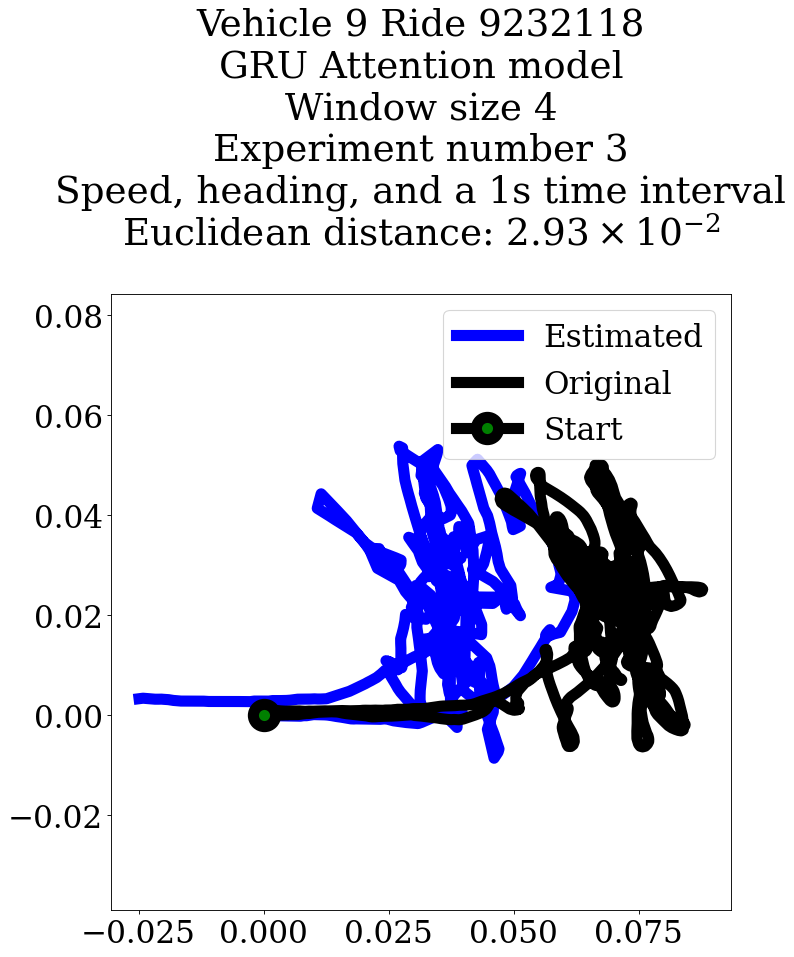 Vehicle 9 Ride 9232118
GRU Attention model
Window size 4
Experiment number 3
Speed, heading, and a 1s time interval
Euclidean distance: 2.93 × 10⁻²
Estimated
Original
Start
0.08
0.06
0.04
0.02
0.00
−0.02
−0.025 0.000 0.025 0.050 0.075